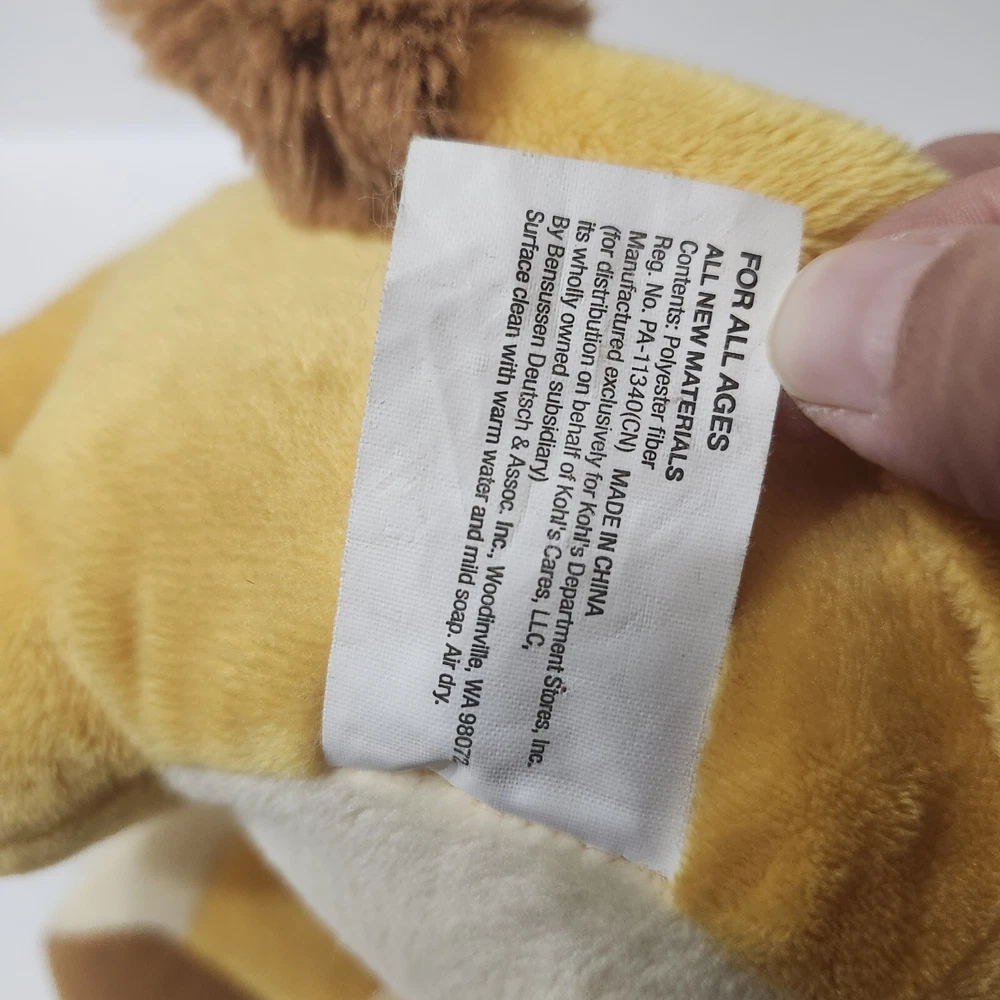 FOR ALL AGES
ALL NEW MATERIALS
Contents: Polyester fiber
Reg. No. PA-11340(CN) MADE IN CHINA
Manufactured exclusively for Kohl's Department Stores, Inc.
(for distribution on behalf of Kohl's Cares, LLC,
its wholly owned subsidiary)
By Bensussen Deutsch & Assoc. Inc., Woodinville, WA 98072
Surface clean with warm water and mild soap. Air dry.